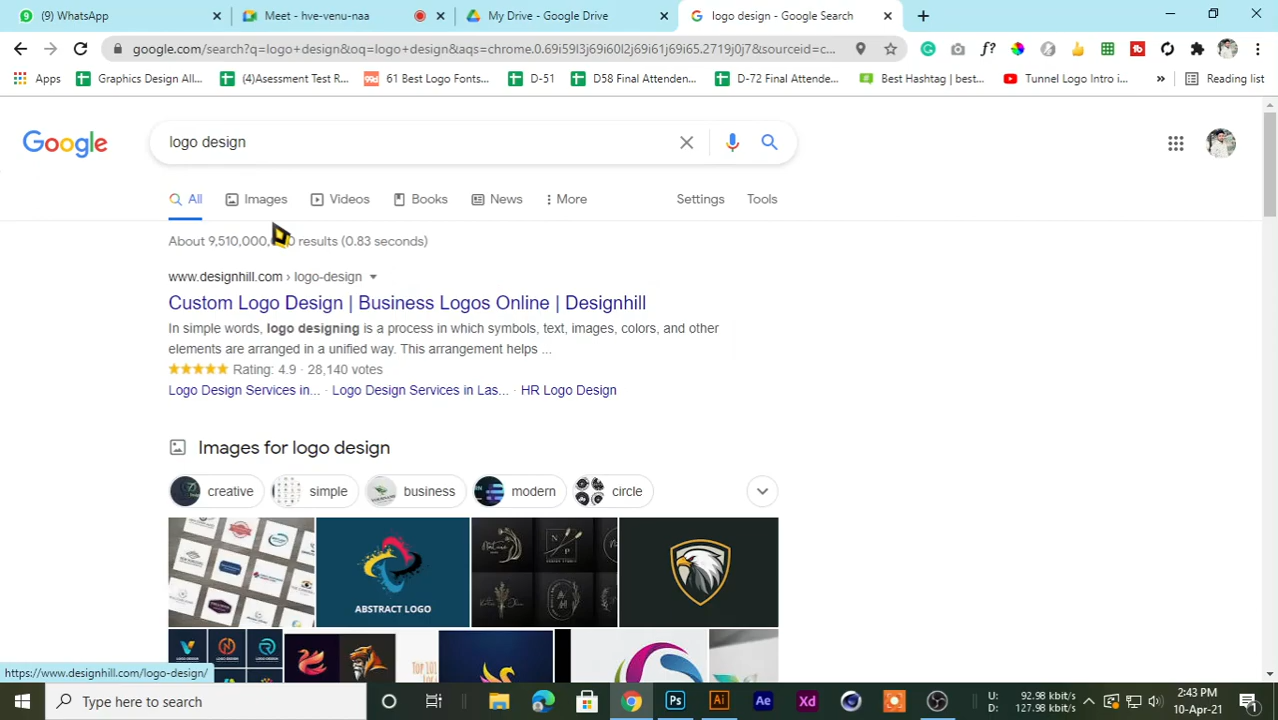 (9) WhatsApp
Meet - hve-venu-naa
My Drive - Google Drive
logo design - Google Search
google.com/search?q=logo+design&oq=logo+design&aqs=chrome.0.69i59l3j69i60l2j69i61j69i65.2719j0j7&sourceid=c...
Apps
Graphics Design All...
(4)Asessment Test R...
61 Best Logo Fonts...
D-51
D58 Final Attenden...
D-72 Final Attende...
Best Hashtag | best...
Tunnel Logo Intro i...
»
Reading list
Google
logo design
All
Images
Videos
Books
News
More
Settings
Tools
About 9,510,000, 0 results (0.83 seconds)
www.designhill.com › logo-design
Custom Logo Design | Business Logos Online | Designhill
In simple words, logo designing is a process in which symbols, text, images, colors, and other
elements are arranged in a unified way. This arrangement helps ...
Rating: 4.9 · 28,140 votes
Logo Design Services in... · Logo Design Services in Las... · HR Logo Design
Images for logo design
creative
simple
business
modern
circle
ABSTRACT LOGO
https://www.designhill.com/logo-design/
Type here to search
Ps
Ai
Ae
Xd
U: 92.98 kbit/s
D: 127.98 kbit/s
2:43 PM
10-Apr-21
1